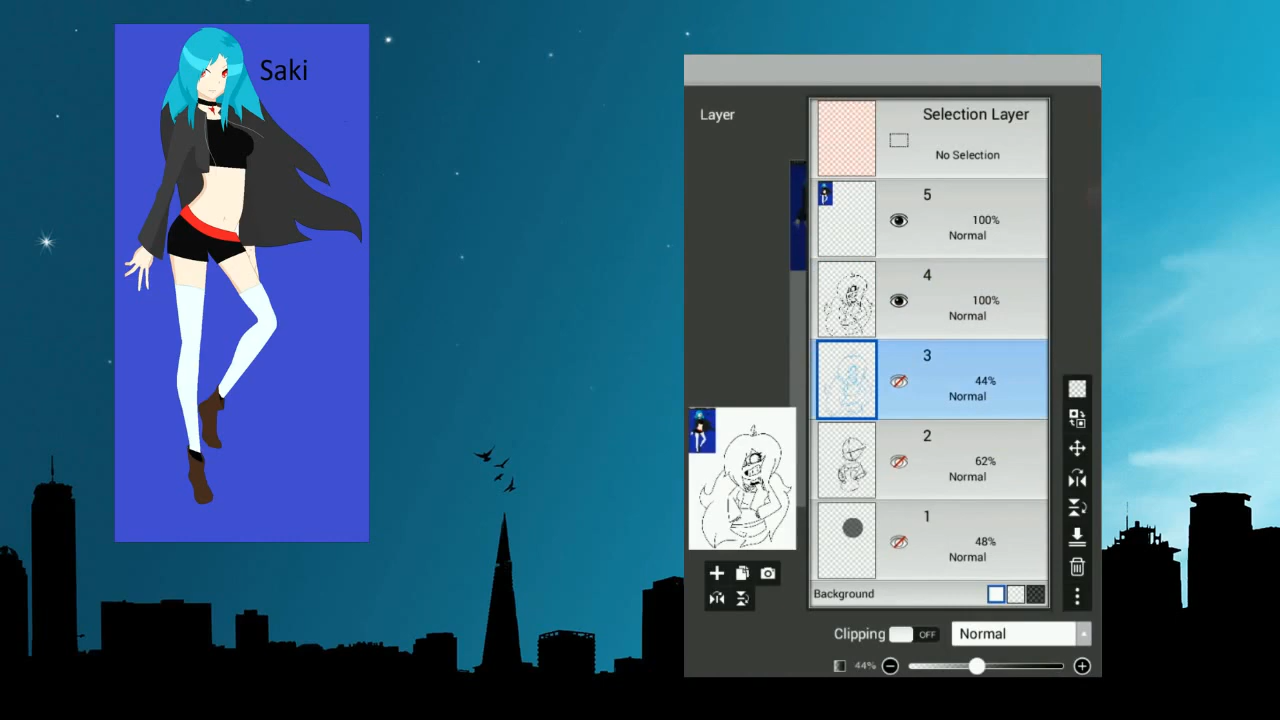 Saki
Layer
Selection Layer
No Selection
5
100%
Normal
4
100%
Normal
3
44%
Normal
2
62%
Normal
1
48%
Normal
Background
Clipping OFF Normal
44%